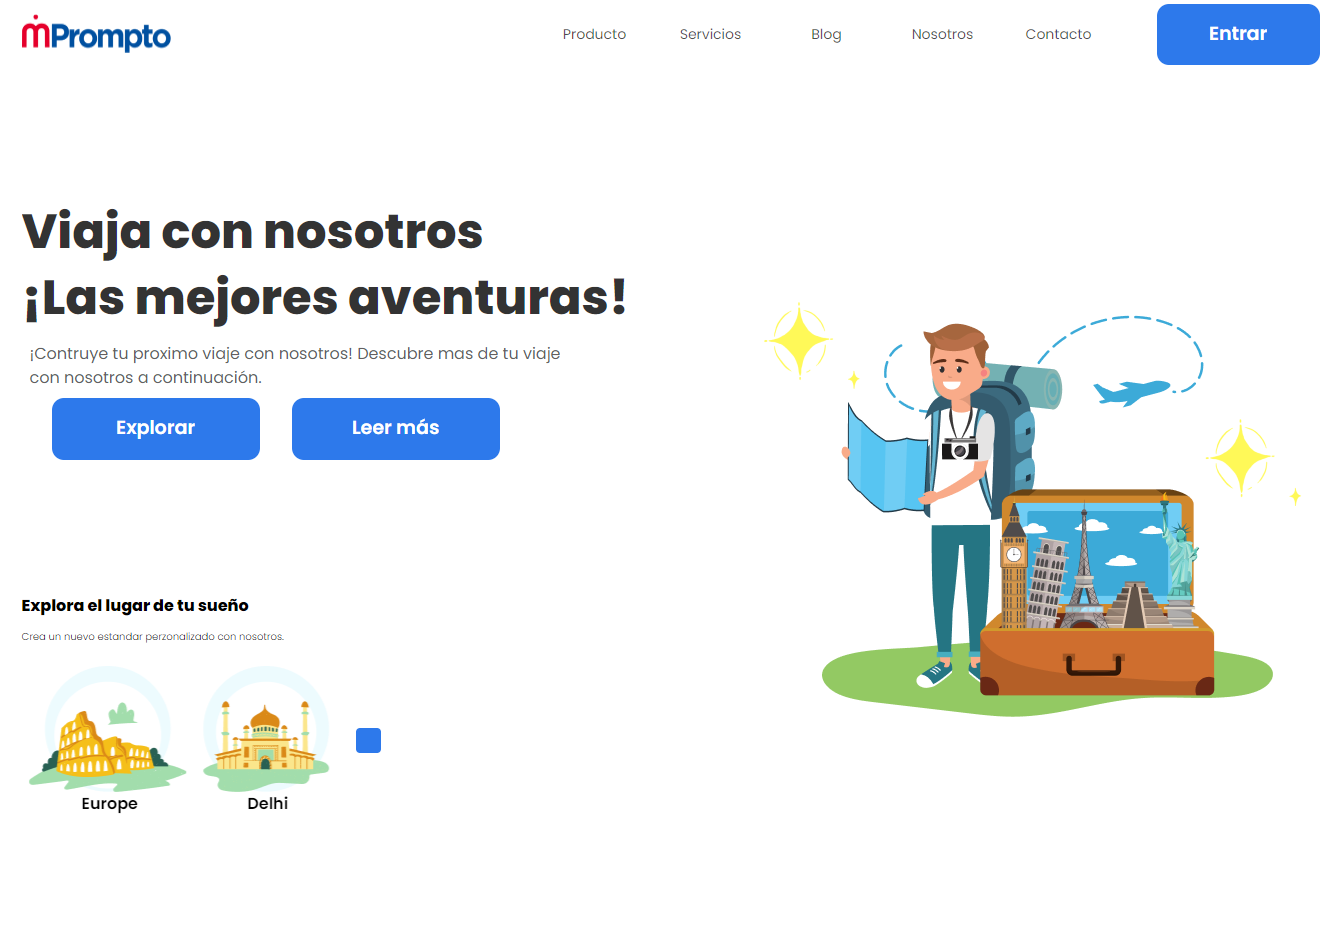 mPrompto
Producto
Servicios
Blog
Nosotros
Contacto
Entrar
Viaja con nosotros
¡Las mejores aventuras!
¡Contruye tu proximo viaje con nosotros! Descubre mas de tu viaje
con nosotros a continuación.
Explorar
Leer más
Explora el lugar de tu sueño
Crea un nuevo estandar perzonalizado con nosotros.
Europe
Delhi